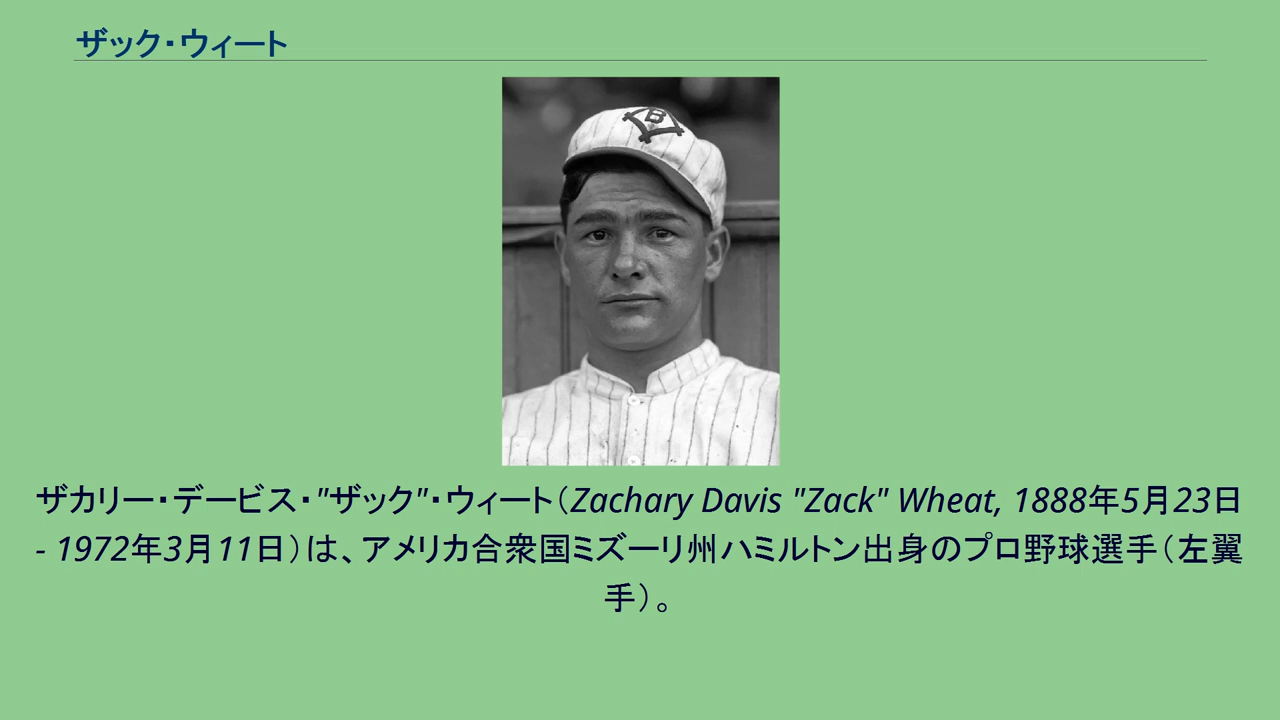 ザック・ウィート
B
ザカリー・デービス・"ザック"・ウィート（Zachary Davis "Zack" Wheat, 1888年5月23日
- 1972年3月11日）は、アメリカ合衆国ミズーリ州ハミルトン出身のプロ野球選手（左翼
手）。